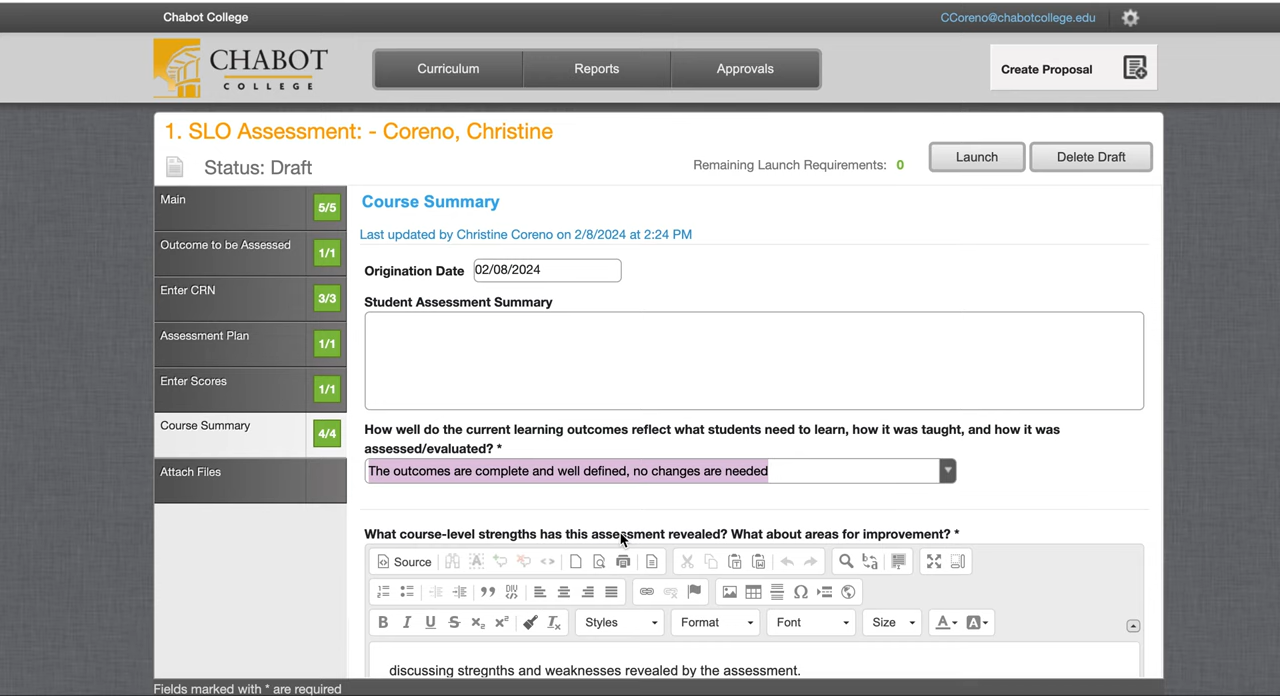 Chabot College
CCoreno@chabotcollege.edu
CHABOT
COLLEGE
Curriculum
Reports
Approvals
Create Proposal
1. SLO Assessment: - Coreno, Christine
Status: Draft
Remaining Launch Requirements: 0
Launch
Delete Draft
Main
5/5
Outcome to be Assessed
1/1
Enter CRN
3/3
Assessment Plan
1/1
Enter Scores
1/1
Course Summary
4/4
Attach Files
Course Summary
Last updated by Christine Coreno on 2/8/2024 at 2:24 PM
Origination Date 02/08/2024
Student Assessment Summary
How well do the current learning outcomes reflect what students need to learn, how it was taught, and how it was
assessed/evaluated? *
The outcomes are complete and well defined, no changes are needed
What course-level strengths has this assessment revealed? What about areas for improvement? *
Source
Styles
Format
Font
Size
discussing stregnths and weaknesses revealed by the assessment.
Fields marked with * are required